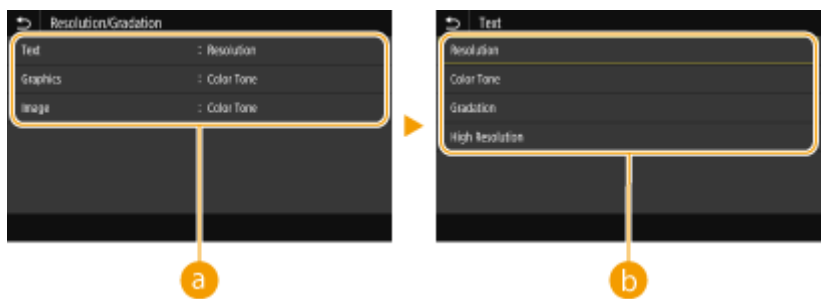 Resolution/Gradation
Text : Resolution
Graphics : Color Tone
Image : Color Tone
a
Text
Resolution
Color Tone
Gradation
High Resolution
b